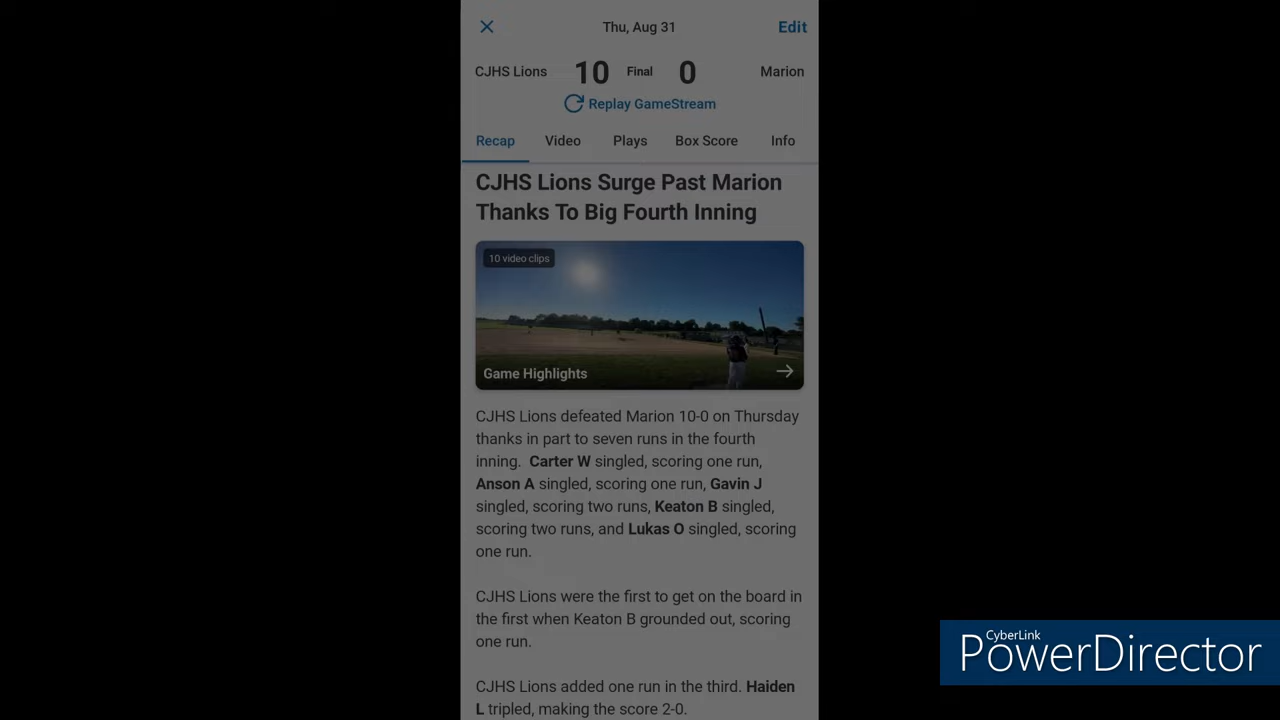 Thu, Aug 31
Edit
CJHS Lions 10 Final 0 Marion
Replay GameStream
Recap Video Plays Box Score Info
CJHS Lions Surge Past Marion
Thanks To Big Fourth Inning
10 video clips
Game Highlights
CJHS Lions defeated Marion 10-0 on Thursday
thanks in part to seven runs in the fourth
inning. Carter W singled, scoring one run,
Anson A singled, scoring one run, Gavin J
singled, scoring two runs, Keaton B singled,
scoring two runs, and Lukas O singled, scoring
one run.
CJHS Lions were the first to get on the board in
the first when Keaton B grounded out, scoring
one run.
CJHS Lions added one run in the third. Haiden
L tripled, making the score 2-0.
CyberLink
PowerDirector